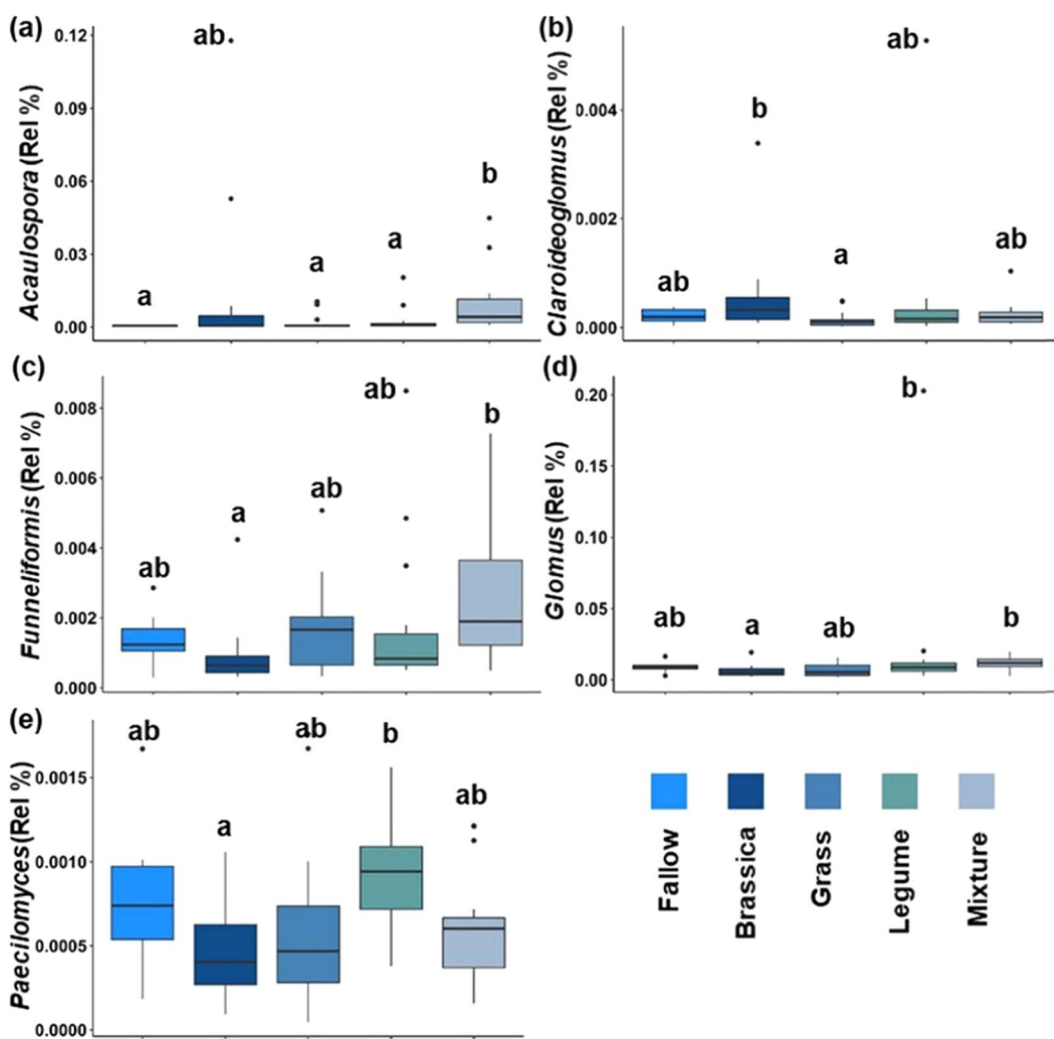 (a)
Acaulospora (Rel %)
0.12
0.09
0.06
0.03
0.00
a
ab
a
a
b
(b)
Claroideoglomus (Rel %)
0.004
0.002
0.000
ab
b
a
ab
ab
(c)
Funneliformis (Rel %)
0.008
0.006
0.004
0.002
0.000
ab
a
ab
ab
b
(d)
Glomus (Rel %)
0.20
0.15
0.10
0.05
0.00
ab
a
ab
b
b
(e)
Paecilomyces (Rel %)
0.0015
0.0010
0.0005
0.0000
ab
a
ab
b
ab
Fallow
Brassica
Grass
Legume
Mixture